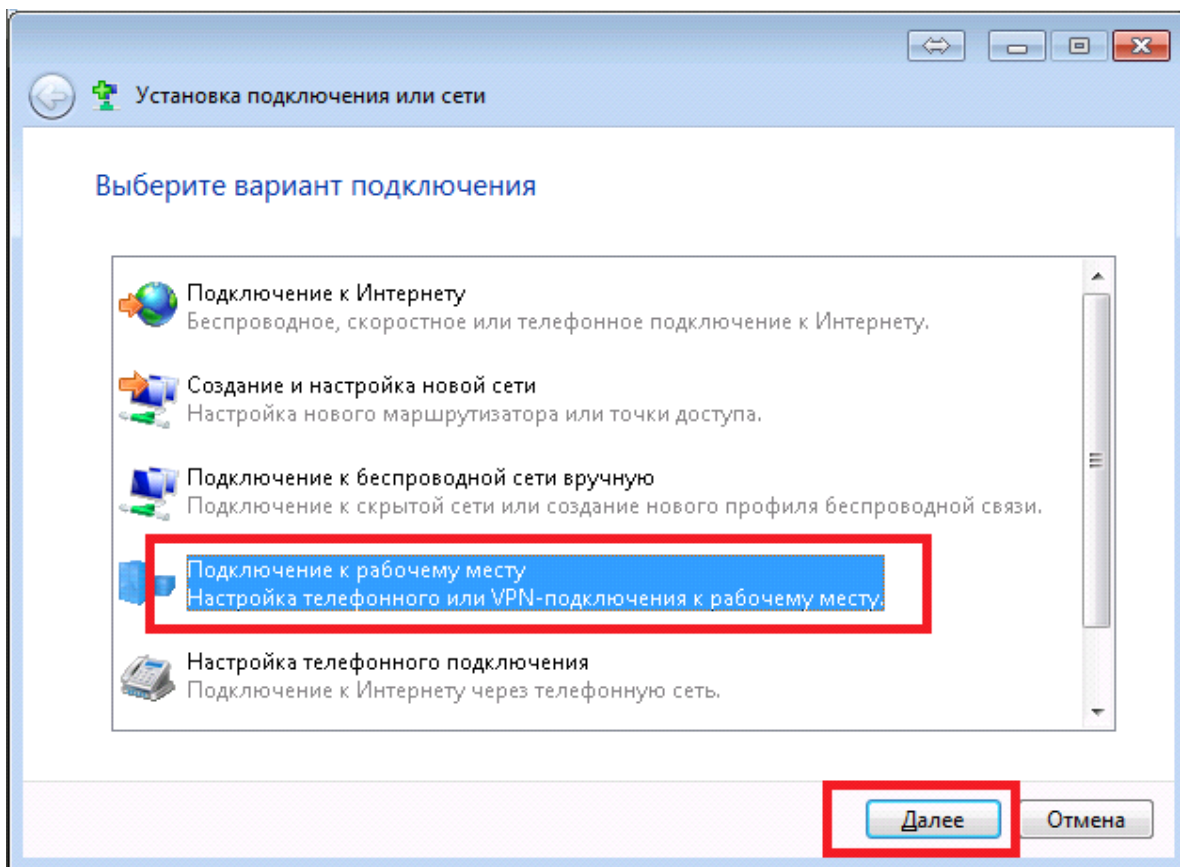 Установка подключения или сети
Выберите вариант подключения
Подключение к Интернету
Беспроводное, скоростное или телефонное подключение к Интернету.
Создание и настройка новой сети
Настройка нового маршрутизатора или точки доступа.
Подключение к беспроводной сети вручную
Подключение к скрытой сети или создание нового профиля беспроводной связи.
Подключение к рабочему месту
Настройка телефонного или VPN-подключения к рабочему месту.
Настройка телефонного подключения
Подключение к Интернету через телефонную сеть.
Далее Отмена